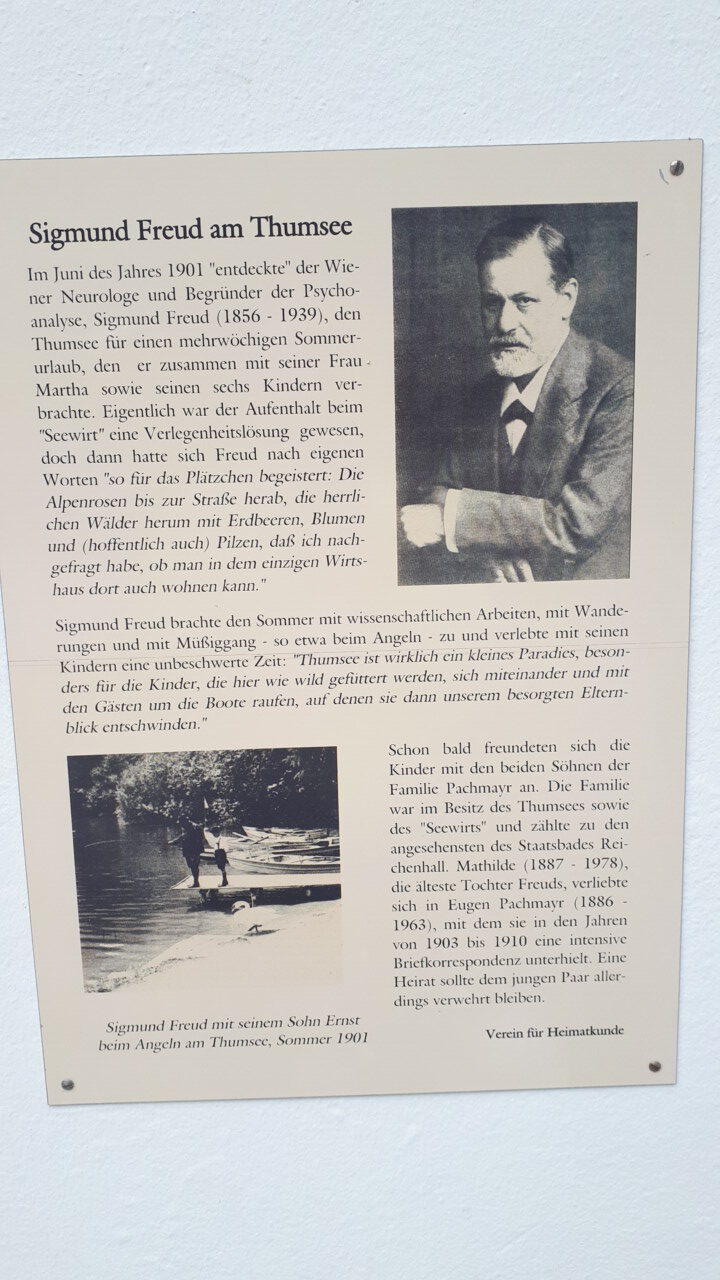 Sigmund Freud am Thumsee
Im Juni des Jahres 1901 "entdeckte" der Wie-
ner Neurologe und Begründer der Psycho-
analyse, Sigmund Freud (1856 - 1939), den
Thumsee für einen mehrwöchigen Sommer-
urlaub, den er zusammen mit seiner Frau
Martha sowie seinen sechs Kindern ver-
brachte. Eigentlich war der Aufenthalt beim
"Seewirt" eine Verlegenheitslösung gewesen,
doch dann hatte sich Freud nach eigenen
Worten "so für das Plätzchen begeistert: Die
Alpenrosen bis zur Straße herab, die herrli-
chen Wälder herum mit Erdbeeren, Blumen
und (hoffentlich auch) Pilzen, daß ich nach-
gefragt habe, ob man in dem einzigen Wirts-
haus dort auch wohnen kann."
Sigmund Freud brachte den Sommer mit wissenschaftlichen Arbeiten, mit Wande-
rungen und mit Müßiggang - so etwa beim Angeln - zu und verlebte mit seinen
Kindern eine unbeschwerte Zeit: "Thumsee ist wirklich ein kleines Paradies, beson-
ders für die Kinder, die hier wie wild gefüttert werden, sich miteinander und mit
den Gästen um die Boote raufen, auf denen sie dann unserem besorgten Eltern-
blick entschwinden."
Schon bald freundeten sich die
Kinder mit den beiden Söhnen der
Familie Pachmayr an. Die Familie
war im Besitz des Thumsees sowie
des "Seewirts" und zählte zu den
angesehensten des Staatsbades Rei-
chenhall. Mathilde (1887 - 1978),
die älteste Tochter Freuds, verliebte
sich in Eugen Pachmayr (1886 -
1963), mit dem sie in den Jahren
von 1903 bis 1910 eine intensive
Briefkorrespondenz unterhielt. Eine
Heirat sollte dem jungen Paar aller-
dings verwehrt bleiben.
Sigmund Freud mit seinem Sohn Ernst
beim Angeln am Thumsee, Sommer 1901
Verein für Heimatkunde